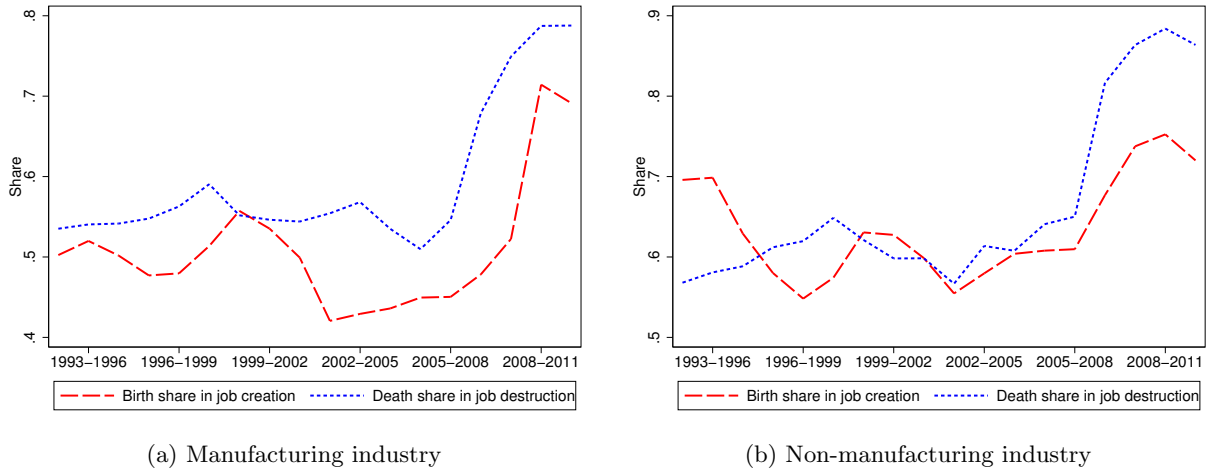 .8
.7
.6
.5
.4
Share
1993−1996 1996−1999 1999−2002 2002−2005 2005−2008 2008−2011
Birth share in job creation Death share in job destruction
(a) Manufacturing industry
.9
.8
.7
.6
.5
Share
1993−1996 1996−1999 1999−2002 2002−2005 2005−2008 2008−2011
Birth share in job creation Death share in job destruction
(b) Non-manufacturing industry